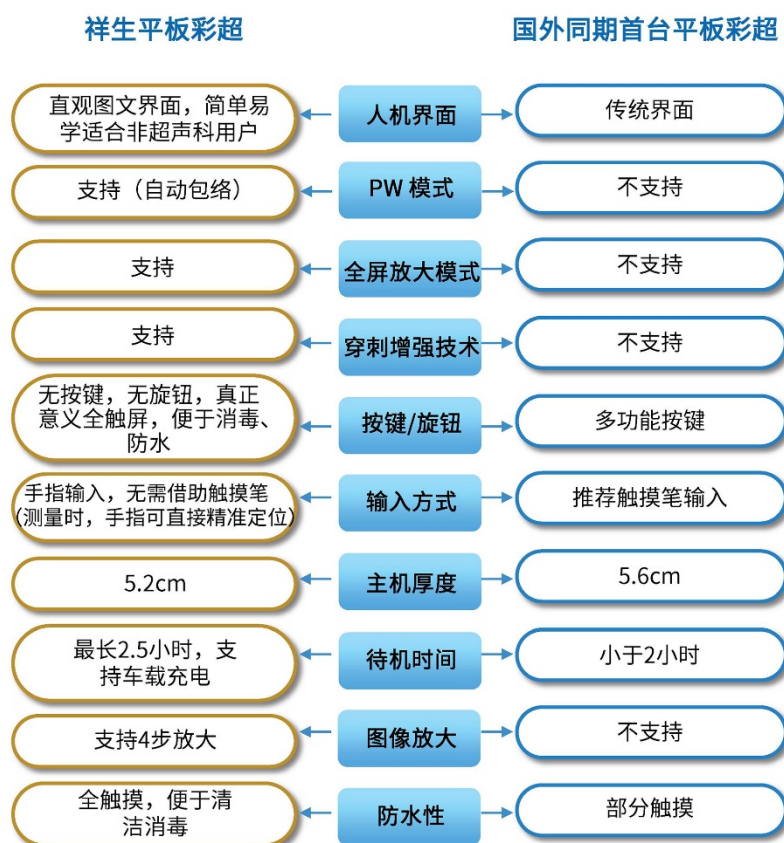 祥生平板彩超
国外同期首台平板彩超
直观图文界面，简单易
学适合非超声科用户
人机界面
传统界面
支持（自动包络）
PW 模式
不支持
支持
全屏放大模式
不支持
支持
穿刺增强技术
不支持
无按键，无旋钮，真正
意义全触屏，便于消毒、
防水
按键/旋钮
多功能按键
手指输入，无需借助触摸笔
(测量时，手指可直接精准定位)
输入方式
推荐触摸笔输入
5.2cm
主机厚度
5.6cm
最长2.5小时，支
持车载充电
待机时间
小于2小时
支持4步放大
图像放大
不支持
全触摸，便于清
洁消毒
防水性
部分触摸